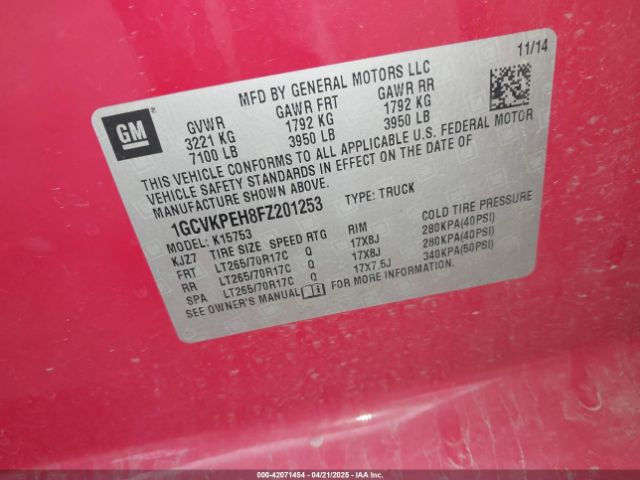 11/14
MFD BY GENERAL MOTORS LLC
GM
GVWR GAWR FRT GAWR RR
3221 KG 1792 KG 1792 KG
7100 LB 3950 LB 3950 LB
THIS VEHICLE CONFORMS TO ALL APPLICABLE U.S. FEDERAL MOTOR
VEHICLE SAFETY STANDARDS IN EFFECT ON THE DATE OF
MANUFACTURE SHOWN ABOVE.
1GCVKPEH8FZ201253 TYPE: TRUCK
MODEL: K15753
KJZ7 TIRE SIZE SPEED RTG RIM COLD TIRE PRESSURE
FRT LT265/70R17C Q 17X8J 280KPA(40PSI)
RR LT265/70R17C Q 17X8J 280KPA(40PSI)
SPA LT265/70R17C Q 17X7.5J 340KPA(50PSI)
SEE OWNER'S MANUAL FOR MORE INFORMATION.
000-42071454 - 04/21/2025 - IAAI.com